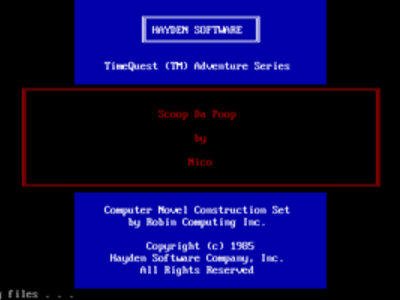 HAYDEN SOFTWARE
TimeQuest (TM) Adventure Series
Scoop Da Poop
by
Nico
Computer Novel Construction Set
by Robin Computing Inc.
Copyright (c) 1985
Hayden Software Company, Inc.
All Rights Reserved
g files . . .